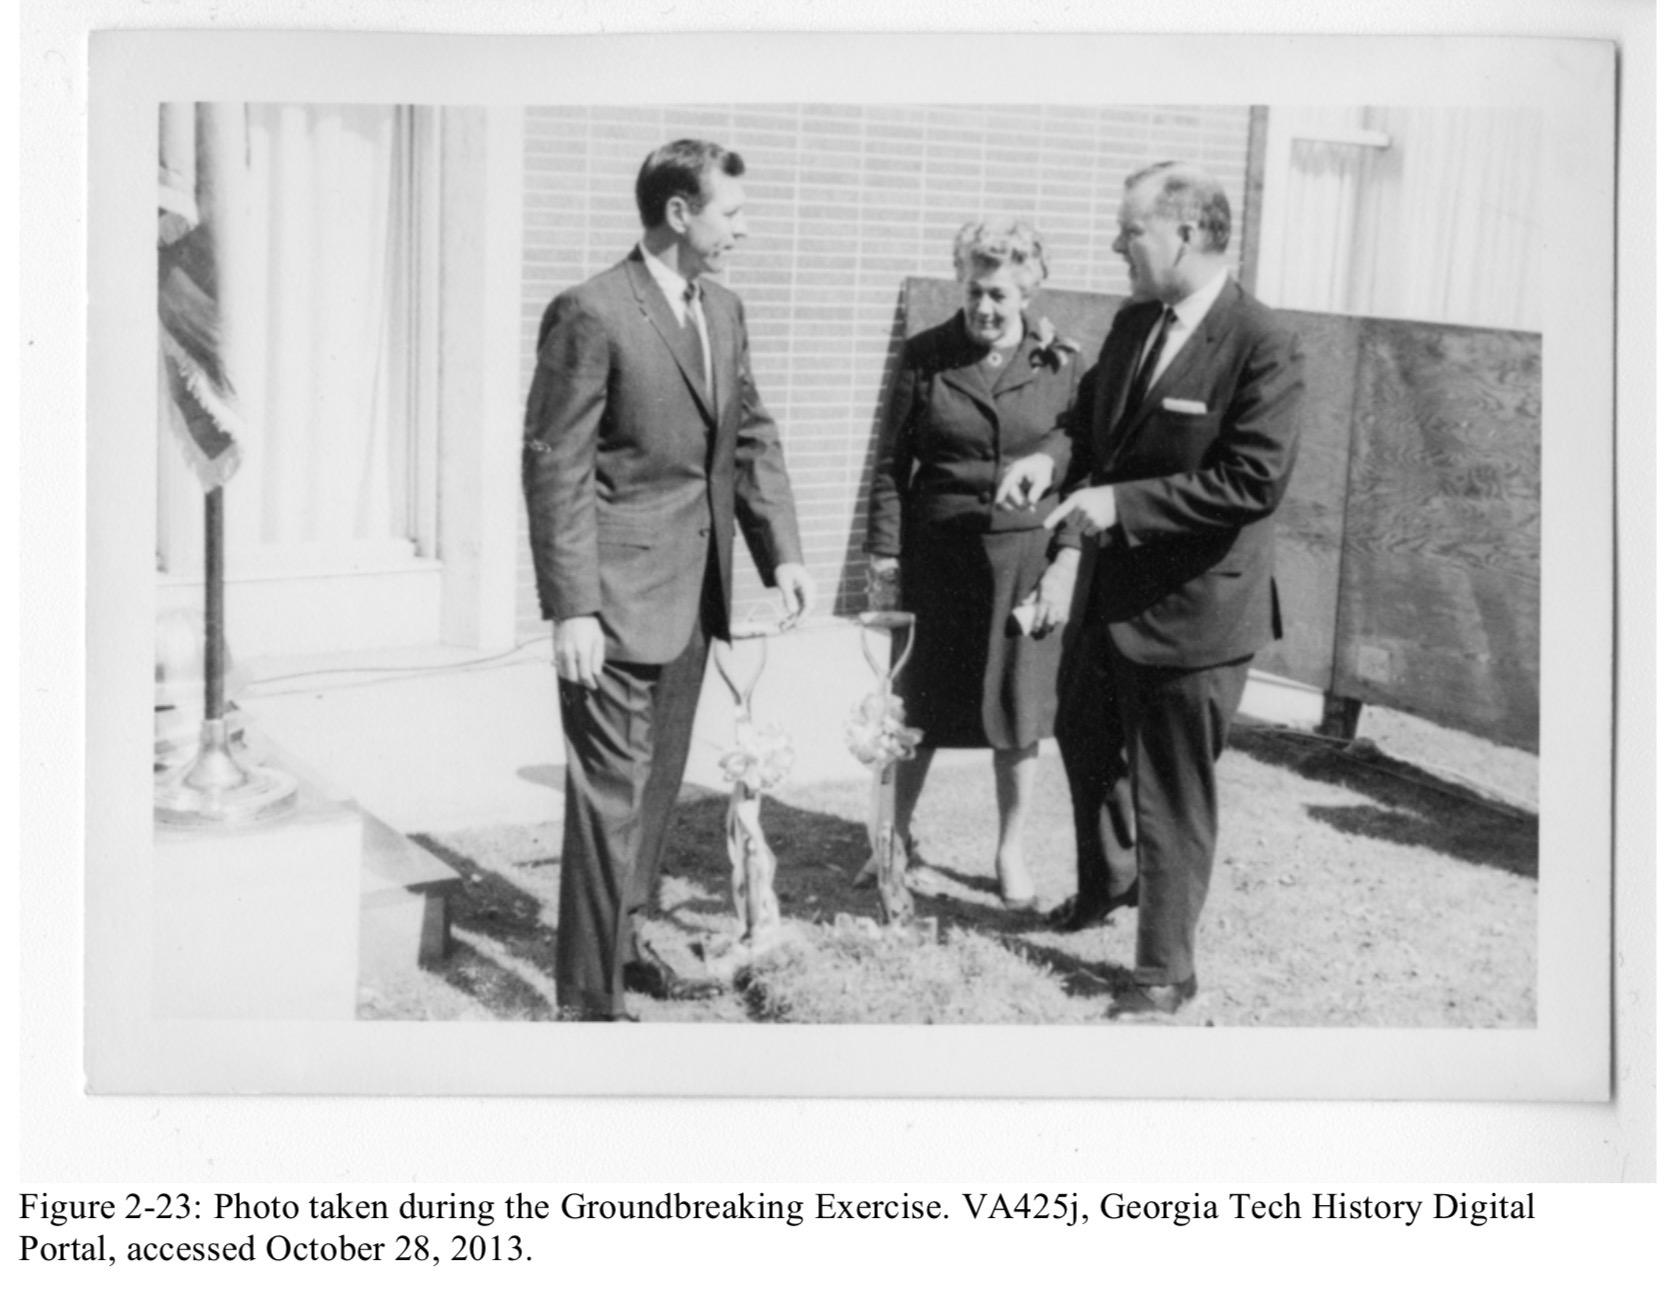 Figure 2-23: Photo taken during the Groundbreaking Exercise. VA425j, Georgia Tech History Digital
Portal, accessed October 28, 2013.